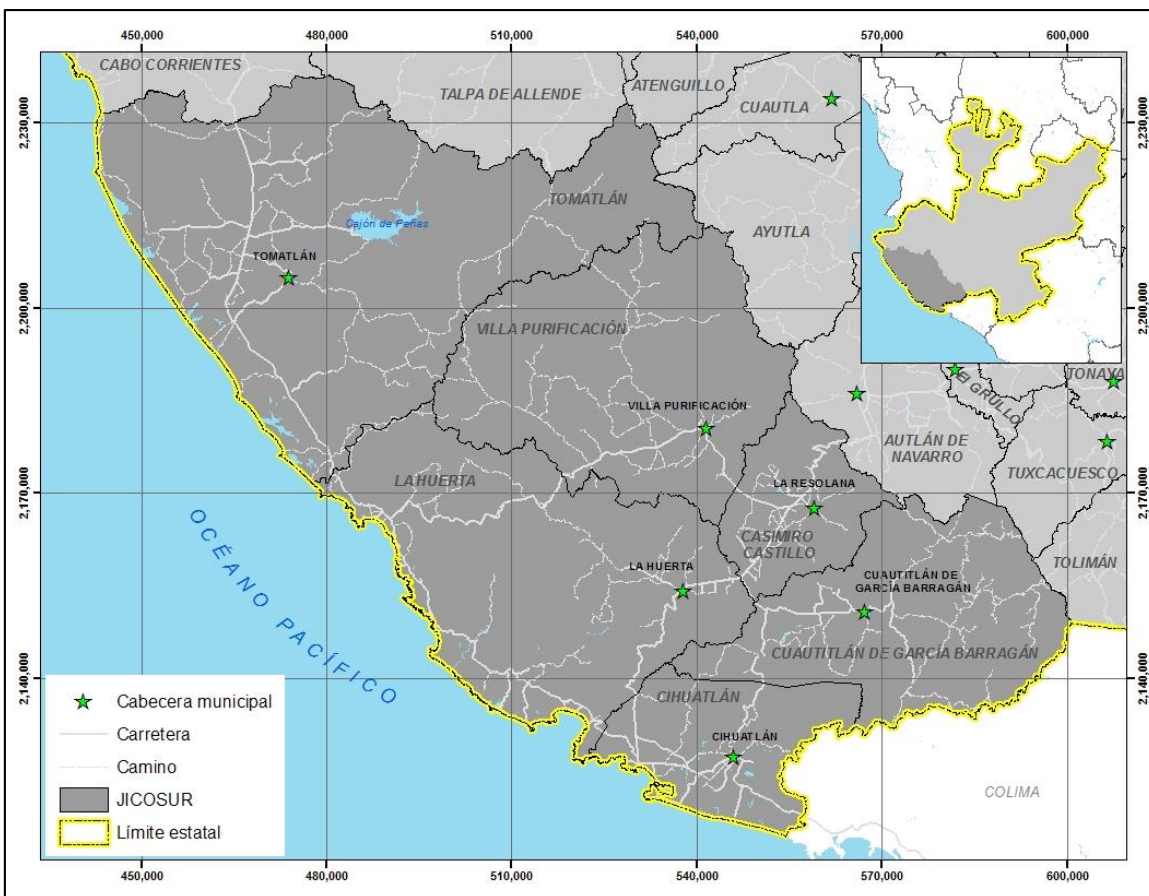 450,000 480,000 510,000 540,000 570,000 600,000
CABO CORRIENTES
TALPA DE ALLENDE
ATENGUILLO
CUAUTLA
2,230,000 2,230,000
TOMATLÁN
Cajón de Peñas
AYUTLA
TOMATLÁN
2,200,000 2,200,000
VILLA PURIFICACIÓN
TONAYA
EL GRULLO
VILLA PURIFICACIÓN
AUTLÁN DE
NAVARRO
TUXCACUESCO
LA HUERTA
LA RESOLANA
2,170,000 2,170,000
OCÉANO PACÍFICO
CASIMIRO
CASTILLO
TOLIMÁN
LA HUERTA
CUAUTITLÁN DE
GARCÍA BARRAGÁN
CUAUTITLÁN DE GARCÍA BARRAGÁN
2,140,000 2,140,000
CIHUATLÁN
CIHUATLÁN
COLIMA
Cabecera municipal
Carretera
Camino
JICOSUR
Límite estatal
450,000 480,000 510,000 540,000 570,000 600,000